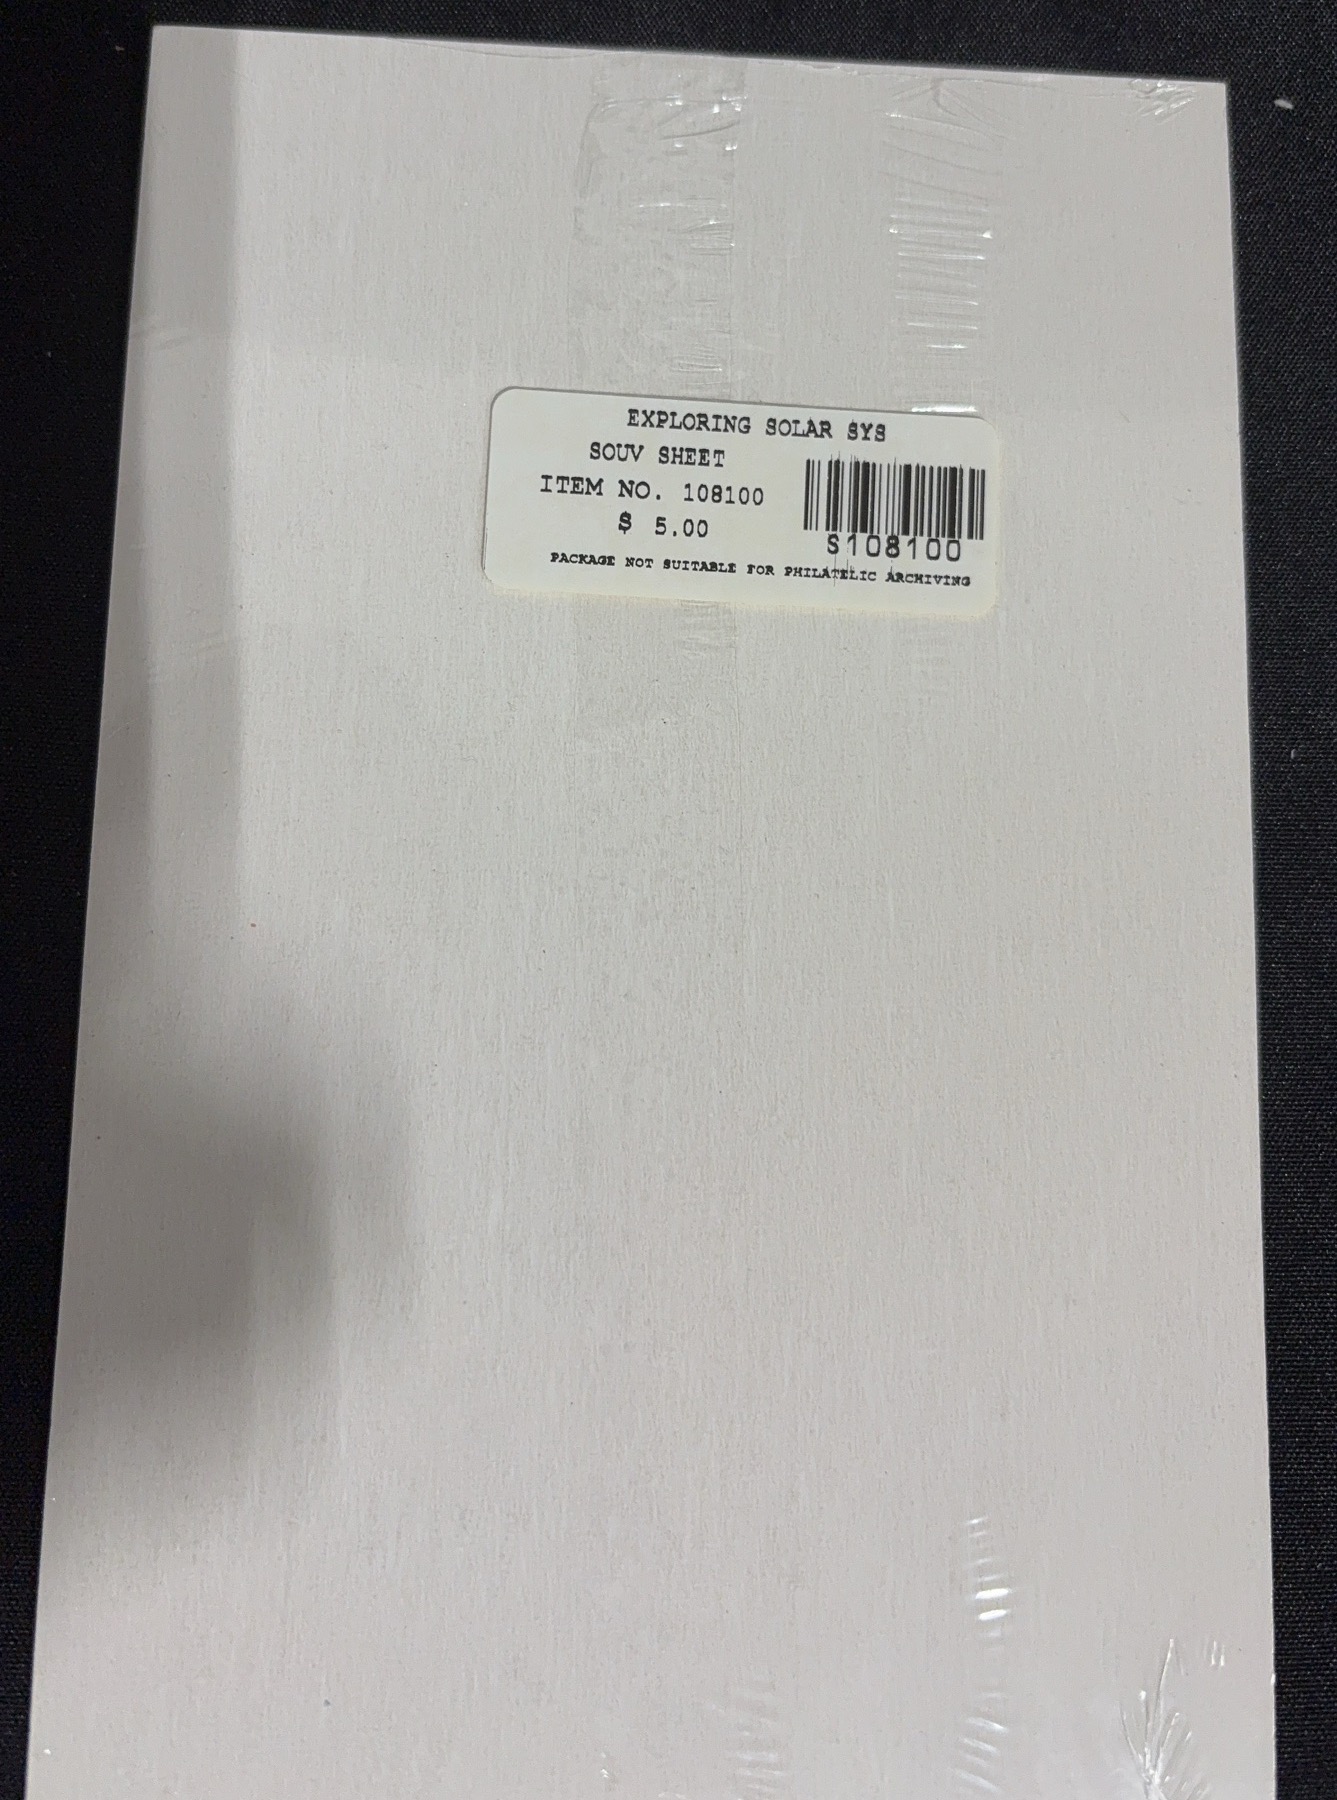 EXPLORING SOLAR SYS
SOUV SHEET
ITEM NO. 108100
$ 5.00
S108100
PACKAGE NOT SUITABLE FOR PHILATELIC ARCHIVING